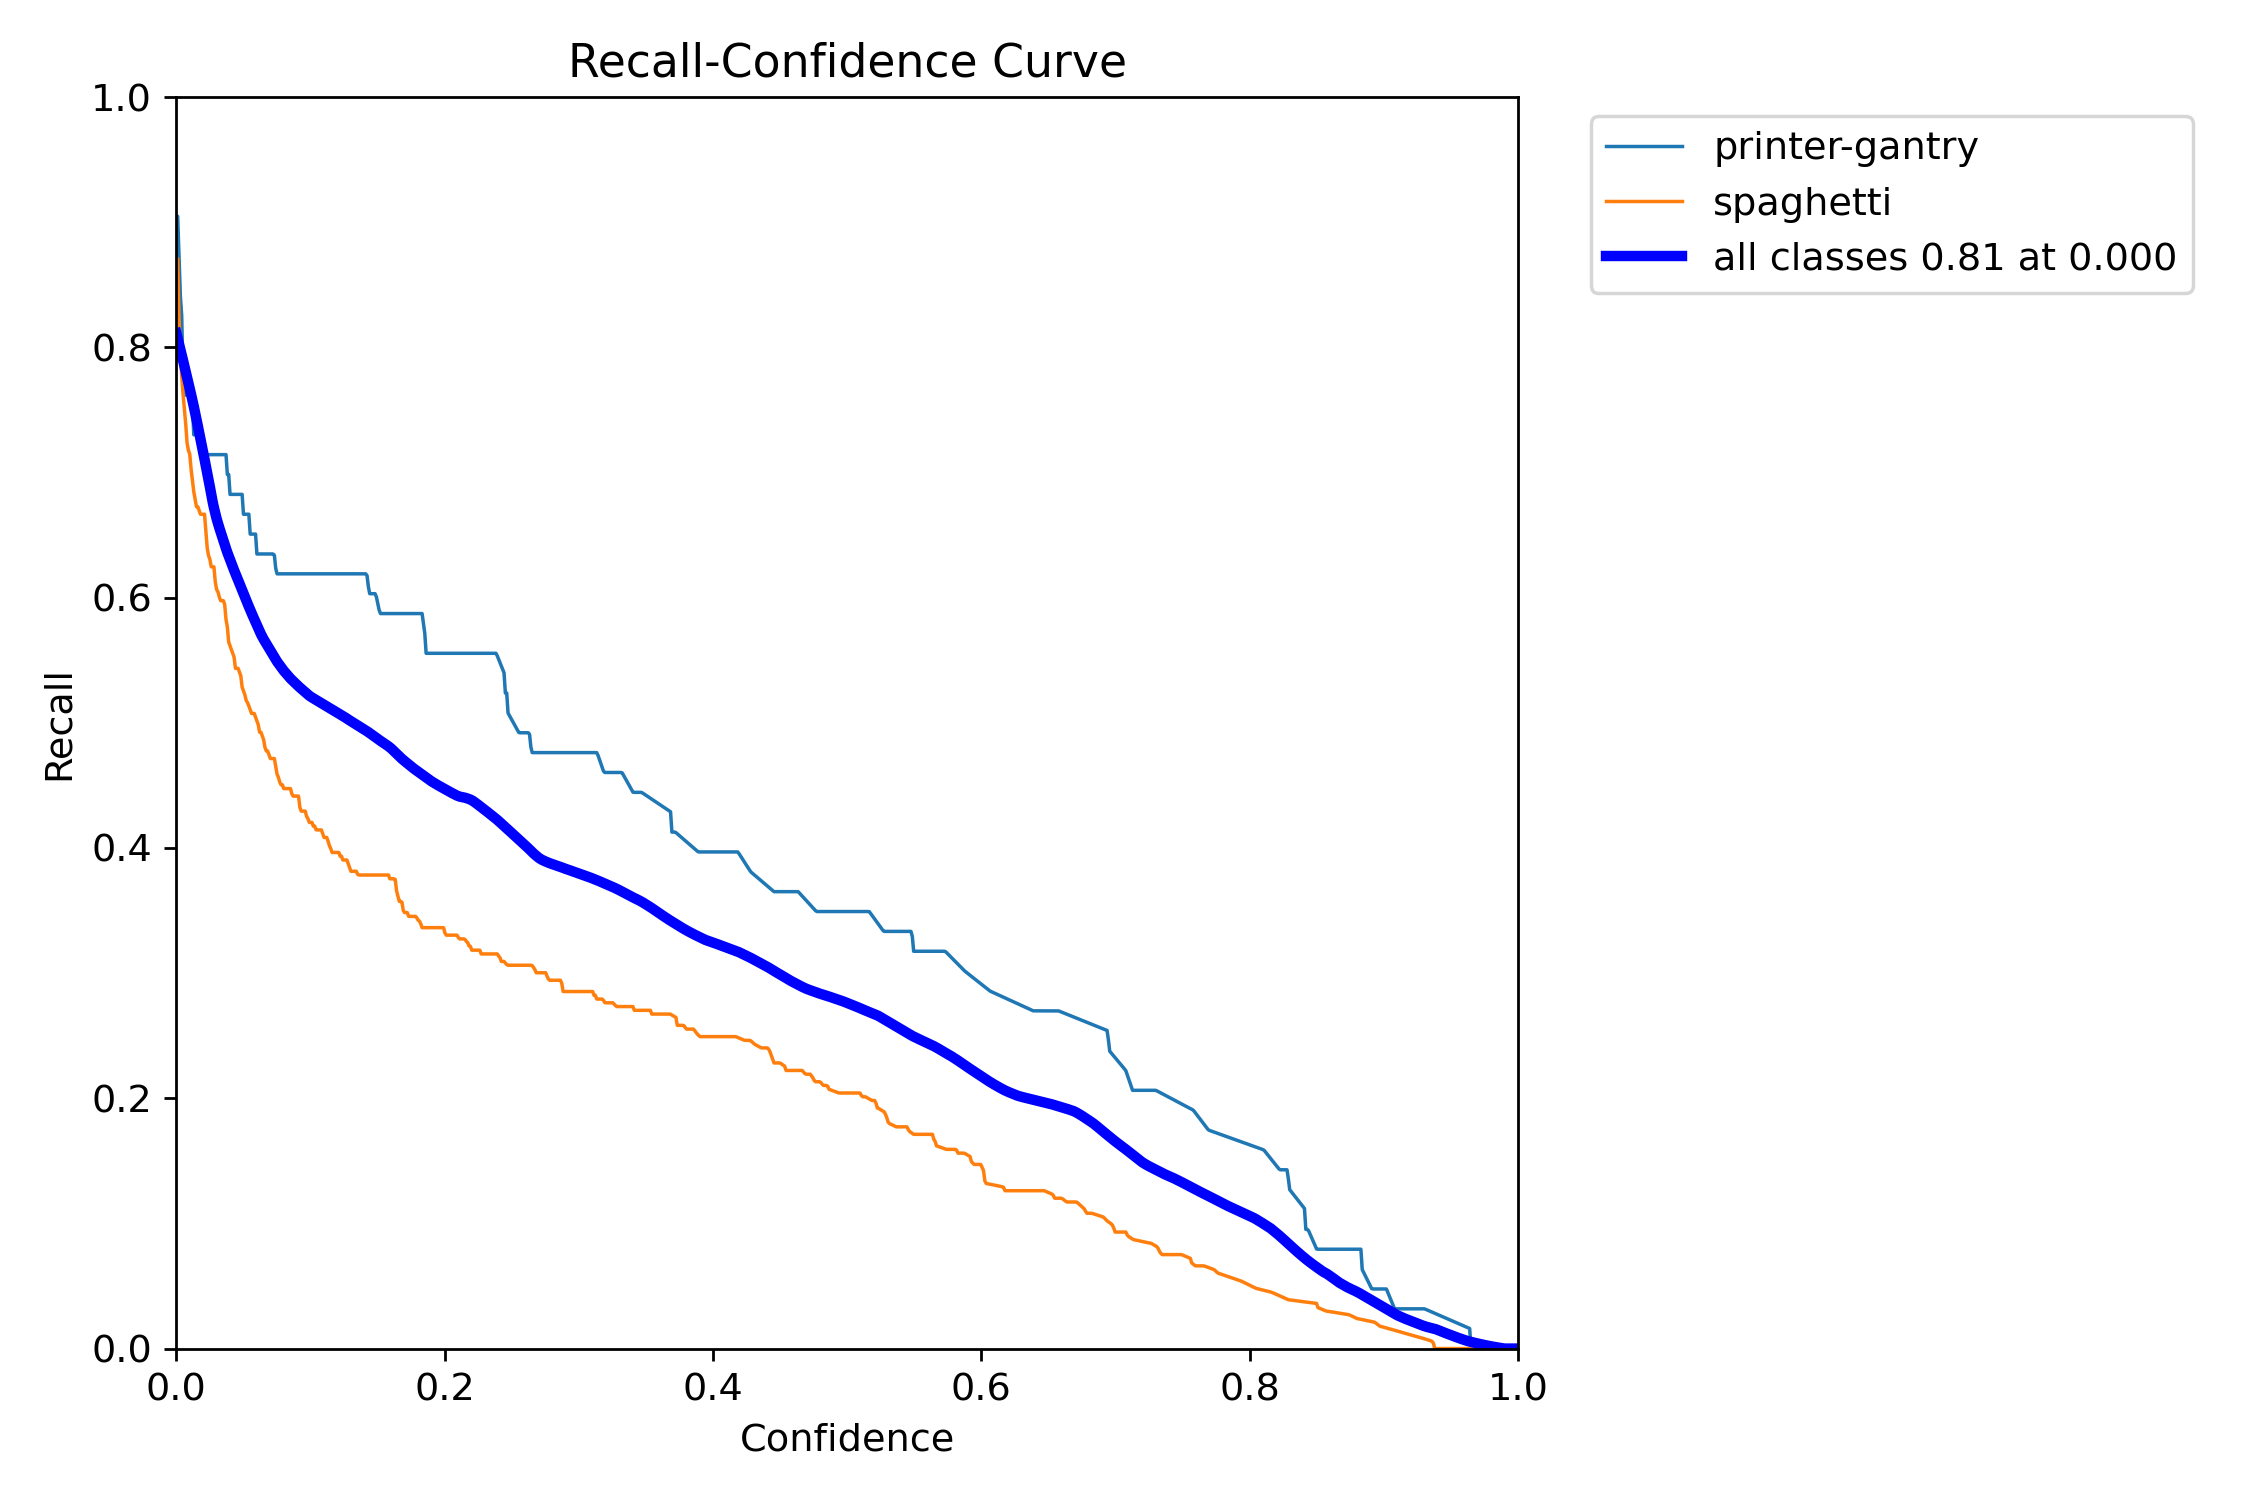 Recall-Confidence Curve
1.0
0.8
0.6
0.4
0.2
0.0
Recall
0.0 0.2 0.4 0.6 0.8 1.0
Confidence
printer-gantry
spaghetti
all classes 0.81 at 0.000